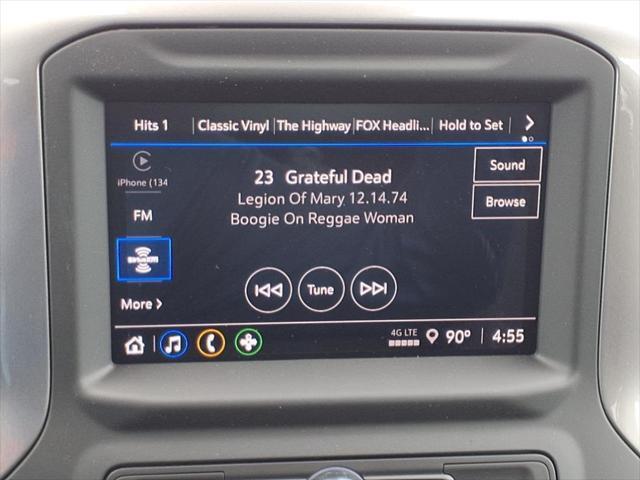 Hits 1 Classic Vinyl The Highway FOX Headli... Hold to Set
iPhone (134
23 Grateful Dead
Sound
Legion Of Mary 12.14.74
Browse
FM
Boogie On Reggae Woman
SiriusXM
Tune
More
4G LTE
90° 4:55